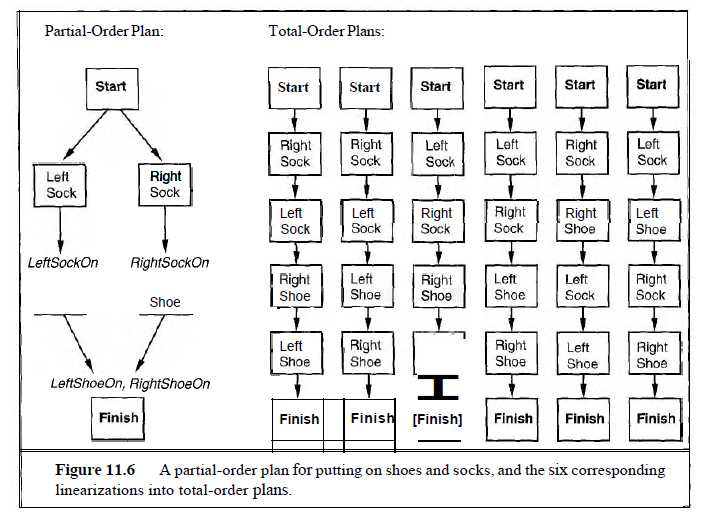 Partial-Order Plan:
Total-Order Plans:
Start
Left
Sock
Right
Sock
LeftSockOn
RightSockOn
Shoe
LeftShoeOn, RightShoeOn
Finish
Start
Right
Sock
Left
Sock
Right
Shoe
Left
Shoe
Finish
Start
Right
Sock
Left
Sock
Left
Shoe
Right
Shoe
Finish
Start
Left
Sock
Right
Sock
Right
Shoe
[Finish]
Start
Left
Sock
Right
Sock
Left
Shoe
Right
Shoe
Finish
Start
Right
Sock
Right
Shoe
Left
Sock
Left
Shoe
Finish
Start
Left
Sock
Left
Shoe
Right
Sock
Right
Shoe
Finish
Figure 11.6 A partial-order plan for putting on shoes and socks, and the six corresponding
linearizations into total-order plans.